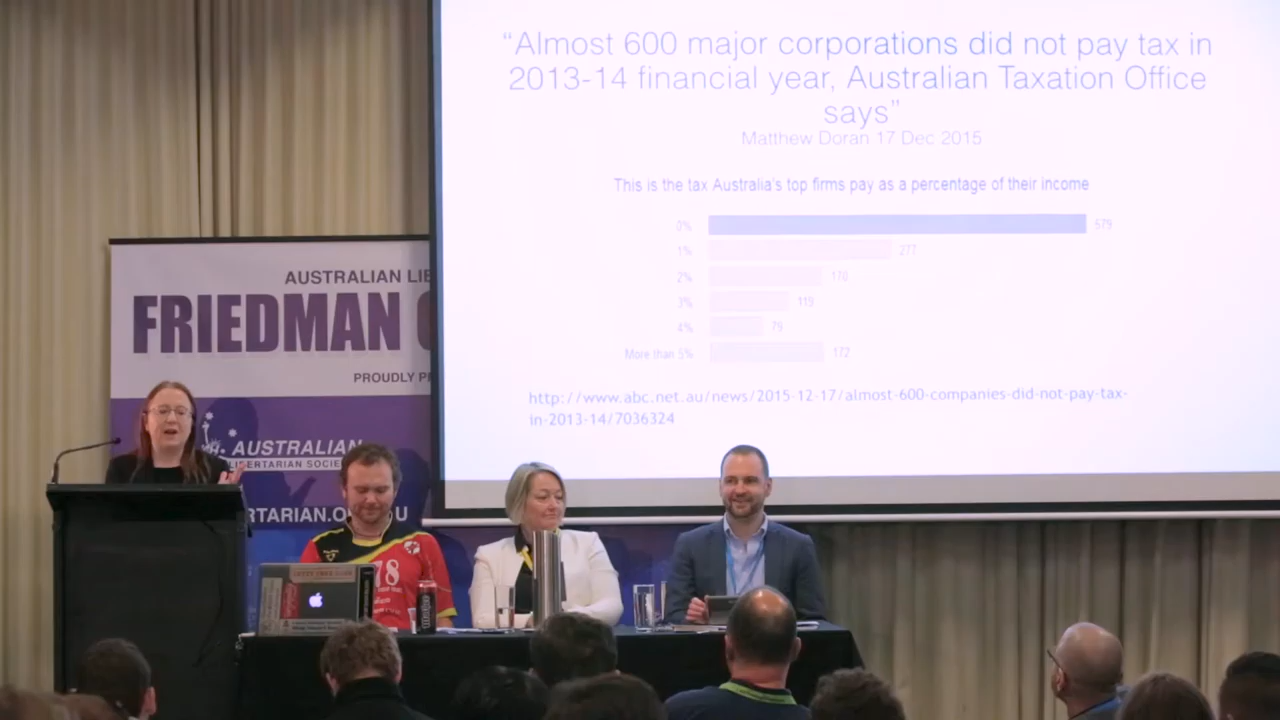 “Almost 600 major corporations did not pay tax in
2013-14 financial year, Australian Taxation Office
says”
Matthew Doran 17 Dec 2015
This is the tax Australia's top firms pay as a percentage of their income
0% 579
1% 277
2% 170
3% 119
4% 79
More than 5% 172
http://www.abc.net.au/news/2015-12-17/almost-600-companies-did-not-pay-tax-
in-2013-14/7036324
AUSTRALIAN LIB
FRIEDMAN
PROUDLY P
AUSTRALIAN
LIBERTARIAN SOCIE
RTARIAN.O U
78